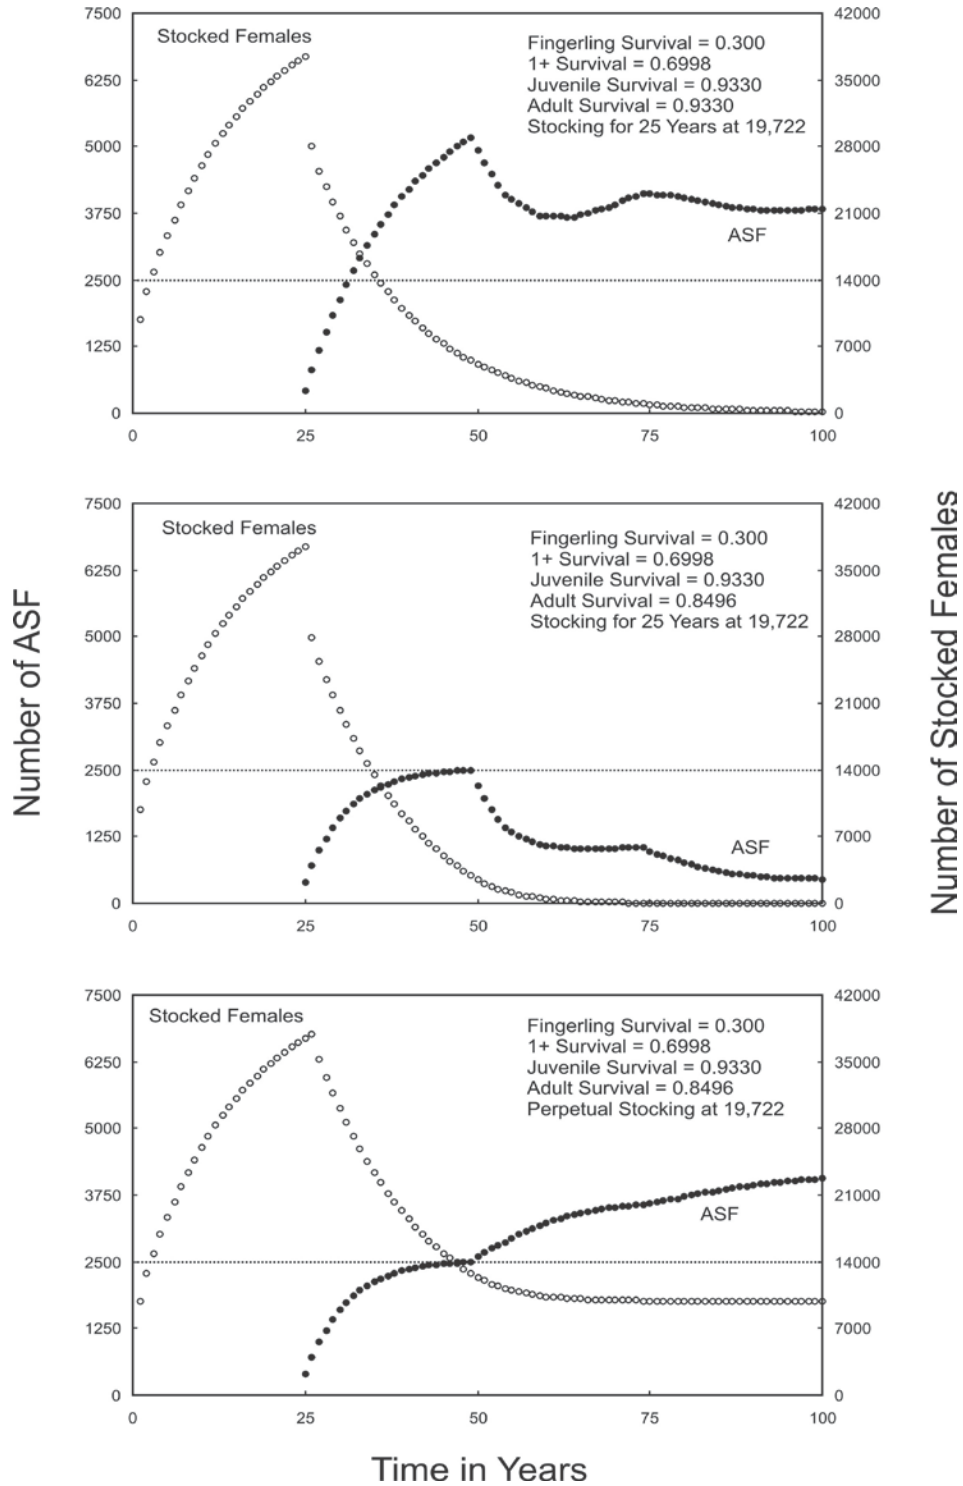 7500
6250
5000
3750
2500
1250
0
42000
35000
28000
21000
14000
7000
0
Stocked Females
Fingerling Survival = 0.300
1+ Survival = 0.6998
Juvenile Survival = 0.9330
Adult Survival = 0.9330
Stocking for 25 Years at 19,722
ASF
0 25 50 75 100
7500
6250
5000
3750
2500
1250
0
42000
35000
28000
21000
14000
7000
0
Stocked Females
Fingerling Survival = 0.300
1+ Survival = 0.6998
Juvenile Survival = 0.9330
Adult Survival = 0.8496
Stocking for 25 Years at 19,722
ASF
0 25 50 75 100
Number of ASF
Number of Stocked Females
7500
6250
5000
3750
2500
1250
0
42000
35000
28000
21000
14000
7000
0
Stocked Females
Fingerling Survival = 0.300
1+ Survival = 0.6998
Juvenile Survival = 0.9330
Adult Survival = 0.8496
Perpetual Stocking at 19,722
ASF
0 25 50 75 100
Time in Years